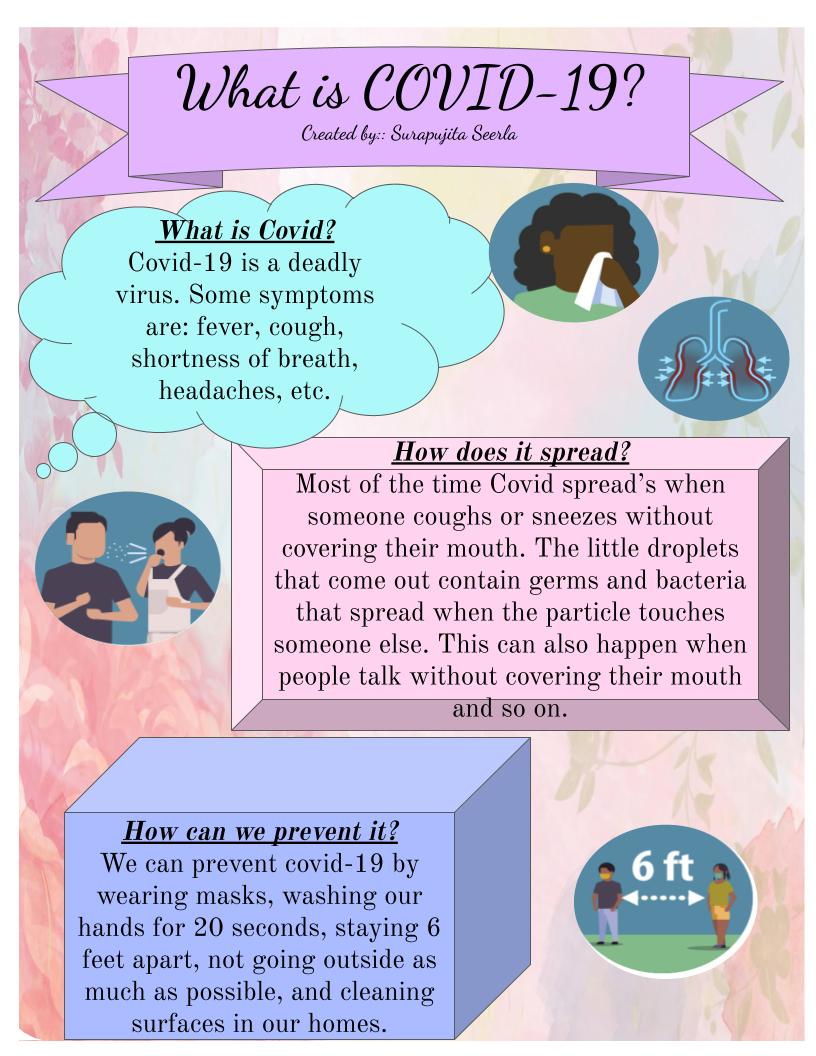 What is COVID-19?
Created by:: Surapujita Seerla
What is Covid?
Covid-19 is a deadly
virus. Some symptoms
are: fever, cough,
shortness of breath,
headaches, etc.
How does it spread?
Most of the time Covid spread's when
someone coughs or sneezes without
covering their mouth. The little droplets
that come out contain germs and bacteria
that spread when the particle touches
someone else. This can also happen when
people talk without covering their mouth
and so on.
How can we prevent it?
We can prevent covid-19 by
wearing masks, washing our
hands for 20 seconds, staying 6
feet apart, not going outside as
much as possible, and cleaning
surfaces in our homes.
6 ft